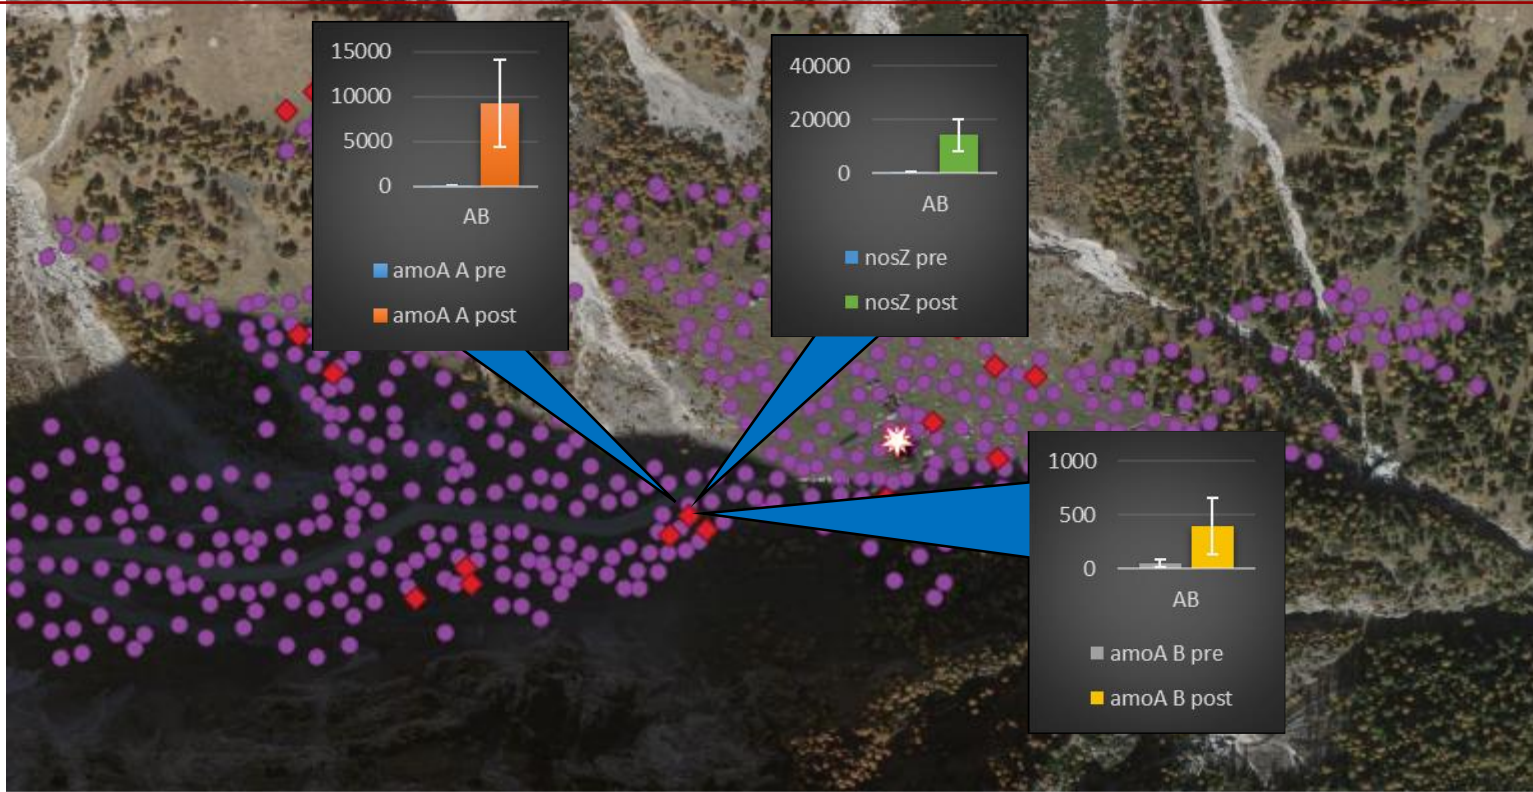 15000
10000
5000
0
AB
amoA A pre
amoA A post
40000
20000
0
AB
nosZ pre
nosZ post
1000
500
0
AB
amoA B pre
amoA B post